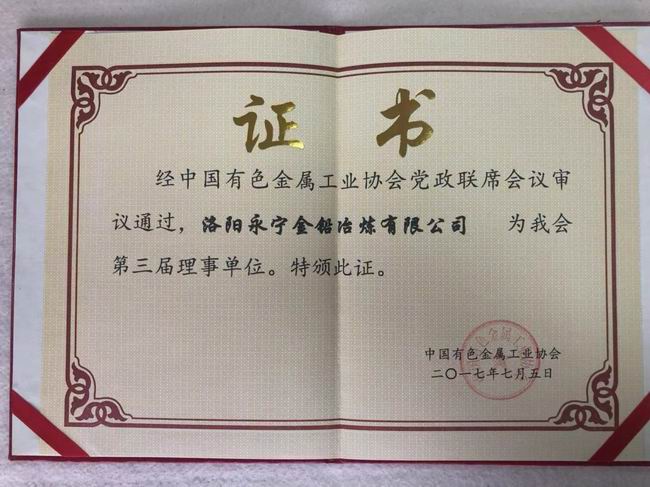 证书
经中国有色金属工业协会党政联席会议审
议通过，洛阳永宁金铅冶炼有限公司 为我会
第三届理事单位。特颁此证。
中国有色金属工业协会
二〇一七年七月五日